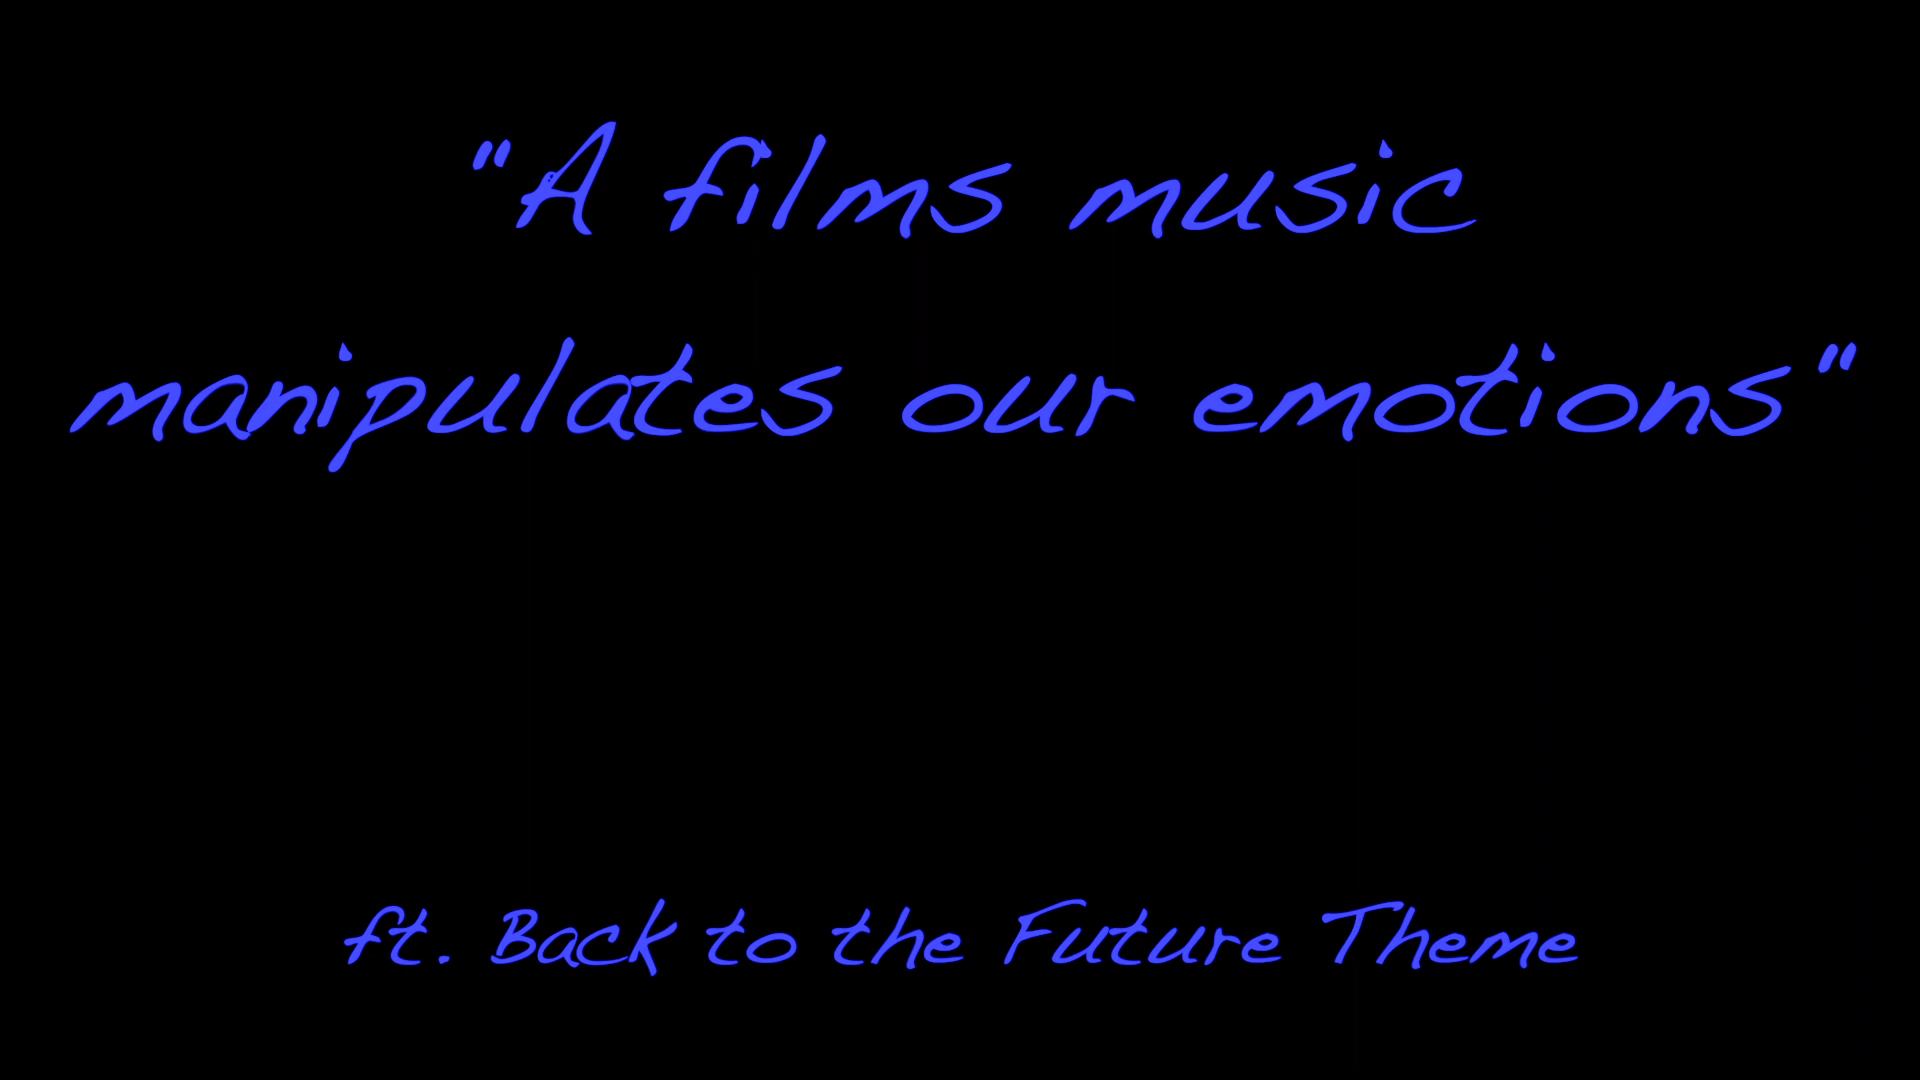 "A films music
manipulates our emotions"
ft. Back to the Future Theme